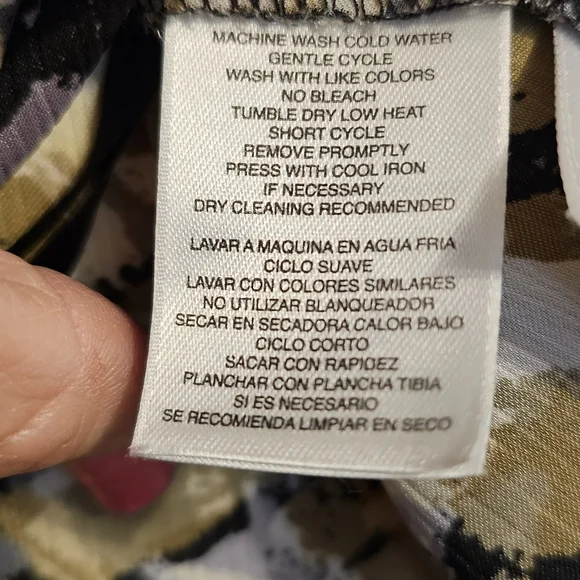 MACHINE WASH COLD WATER
GENTLE CYCLE
WASH WITH LIKE COLORS
NO BLEACH
TUMBLE DRY LOW HEAT
SHORT CYCLE
REMOVE PROMPTLY
PRESS WITH COOL IRON
IF NECESSARY
DRY CLEANING RECOMMENDED
LAVAR A MAQUINA EN AGUA FRIA
CICLO SUAVE
LAVAR CON COLORES SIMILARES
NO UTILIZAR BLANQUEADOR
SECAR EN SECADORA CALOR BAJO
CICLO CORTO
SACAR CON RAPIDEZ
PLANCHAR CON PLANCHA TIBIA
SI ES NECESARIO
SE RECOMIENDA LIMPIAR EN SECO